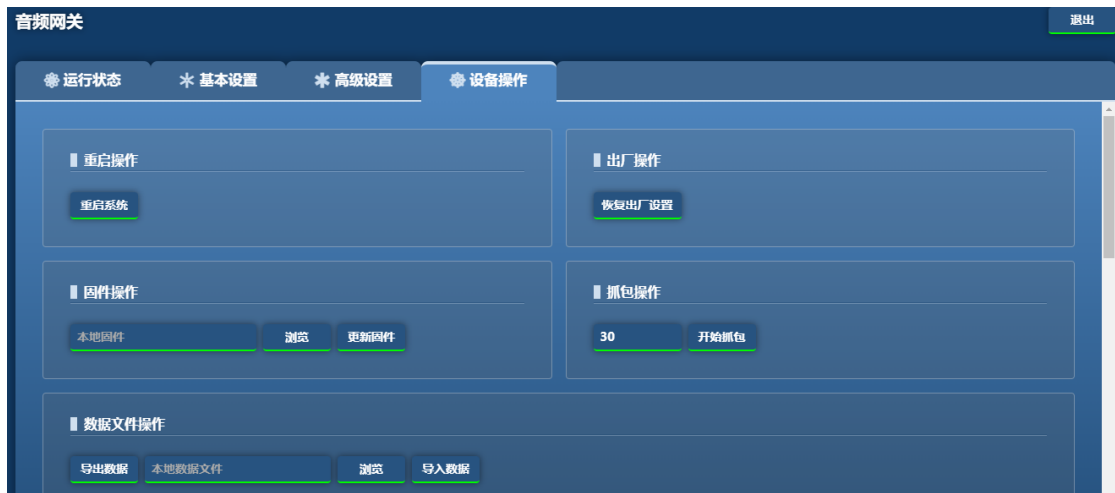 音频网关
退出
运行状态 基本设置 高级设置 设备操作
重启操作
重启系统
出厂操作
恢复出厂设置
固件操作
本地固件 浏览 更新固件
抓包操作
30 开始抓包
数据文件操作
导出数据 本地数据文件 浏览 导入数据